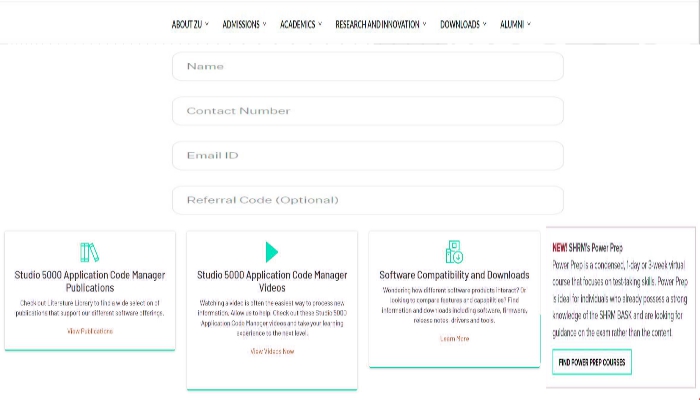 ABOUT ZU ADMISSIONS ACADEMICS RESEARCH AND INNOVATION DOWNLOADS ALUMNI
Name
Contact Number
Email ID
Referral Code (Optional)
Studio 5000 Application Code Manager
Publications
Check out Literature Library to find a wide selection of
publications that support our different software offerings.
View Publications
Studio 5000 Application Code Manager
Videos
Watching a video is often the easiest way to process new
information. Allow us to help. Check out these Studio 5000
Application Code Manager videos and take your learning
experience to the next level.
View Videos Now
Software Compatibility and Downloads
Wondering how different software products interact? Or
looking to compare features and capabilities? Find
information and downloads including software, firmware,
release notes, drivers and tools.
Learn More
NEW! SHRM's Power Prep
Power Prep is a condensed, 1-day or 3-week virtual
course that focuses on test-taking skills. Power Prep
is ideal for individuals who already possess a strong
knowledge of the SHRM BASK and are looking for
guidance on the exam rather than the content.
FIND POWER PREP COURSES